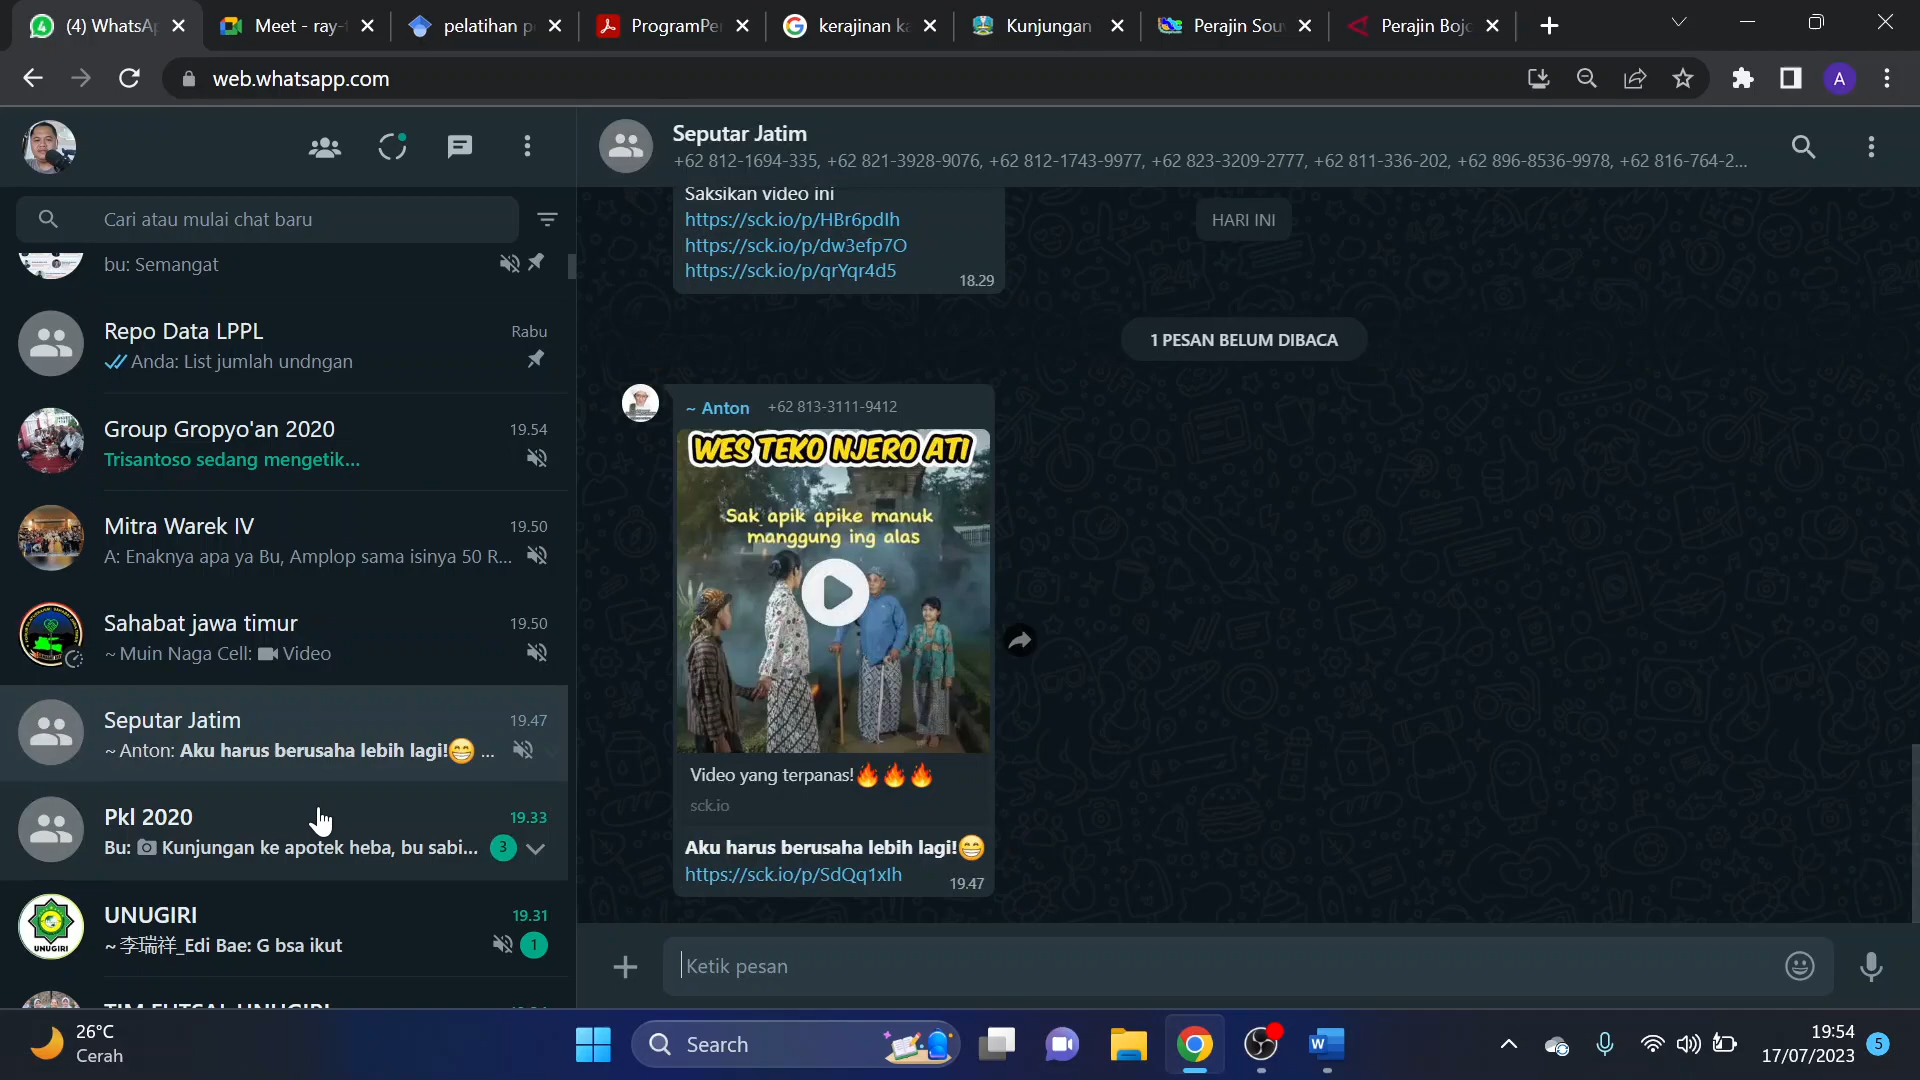 (4) WhatsA
Meet - ray-
pelatihan p
ProgramPe
kerajinan ka
Kunjungan
Perajin Sou
Perajin Bojo
web.whatsapp.com
A
Cari atau mulai chat baru
bu: Semangat
Repo Data LPPL
Rabu
Anda: List jumlah undngan
Group Gropyo'an 2020
19.54
Trisantoso sedang mengetik...
Mitra Warek IV
19.50
A: Enaknya apa ya Bu, Amplop sama isinya 50 R...
Sahabat jawa timur
19.50
~ Muin Naga Cell: Video
Seputar Jatim
19.47
~ Anton: Aku harus berusaha lebih lagi!😁 ...
Pkl 2020
19.33
Bu: Kunjungan ke apotek heba, bu sabi...
3
UNUGIRI
19.31
~ 李瑞祥_Edi Bae: G bsa ikut
1
UNUGIRI
TIM FUTSAL UNUGIRI
Seputar Jatim
+62 812-1694-335, +62 821-3928-9076, +62 812-1743-9977, +62 823-3209-2777, +62 811-336-202, +62 896-8536-9978, +62 816-764-2...
Saksikan video ini
https://sck.io/p/HBr6pdlh
https://sck.io/p/dw3efp7O
https://sck.io/p/qrYqr4d5
18.29
HARI INI
1 PESAN BELUM DIBACA
~ Anton +62 813-3111-9412
WES TEKO NJERO ATI
Sak apik apike manuk
manggung ing alas
Video yang terpanas!🔥🔥🔥
sck.io
Aku harus berusaha lebih lagi!😁
https://sck.io/p/SdQq1xlh
19.47
Ketik pesan
26°C
Cerah
Search
W
19:54
17/07/2023
5